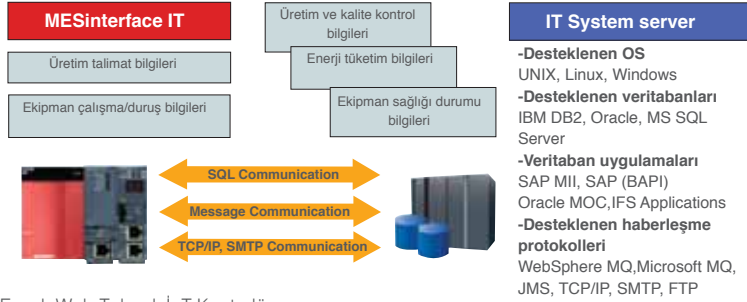 MESinterface IT
Üretim talimat bilgileri
Ekipman çalışma/duruş bilgileri
Üretim ve kalite kontrol
bilgileri
Enerji tüketim bilgileri
Ekipman sağlığı durumu
bilgileri
SQL Communication
Message Communication
TCP/IP, SMTP Communication
IT System server
-Desteklenen OS
UNIX, Linux, Windows
-Desteklenen veritabanları
IBM DB2, Oracle, MS SQL
Server
-Veritaban uygulamaları
SAP MII, SAP (BAPI)
Oracle MOC,IFS Applications
-Desteklenen haberleşme
protokolleri
WebSphere MQ,Microsoft MQ,
JMS, TCP/IP, SMTP, FTP